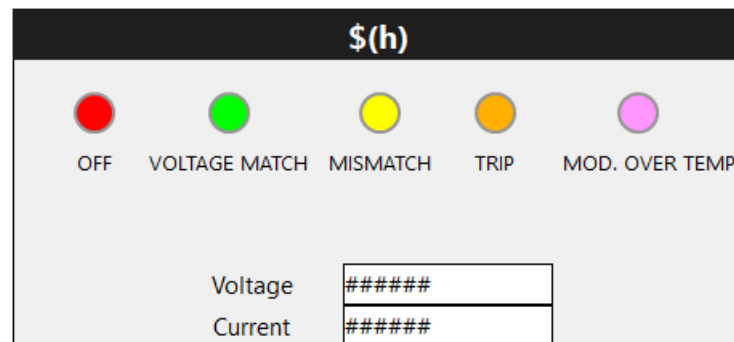 $(h)
OFF VOLTAGE MATCH MISMATCH TRIP MOD. OVER TEMP
Voltage ######
Current ######